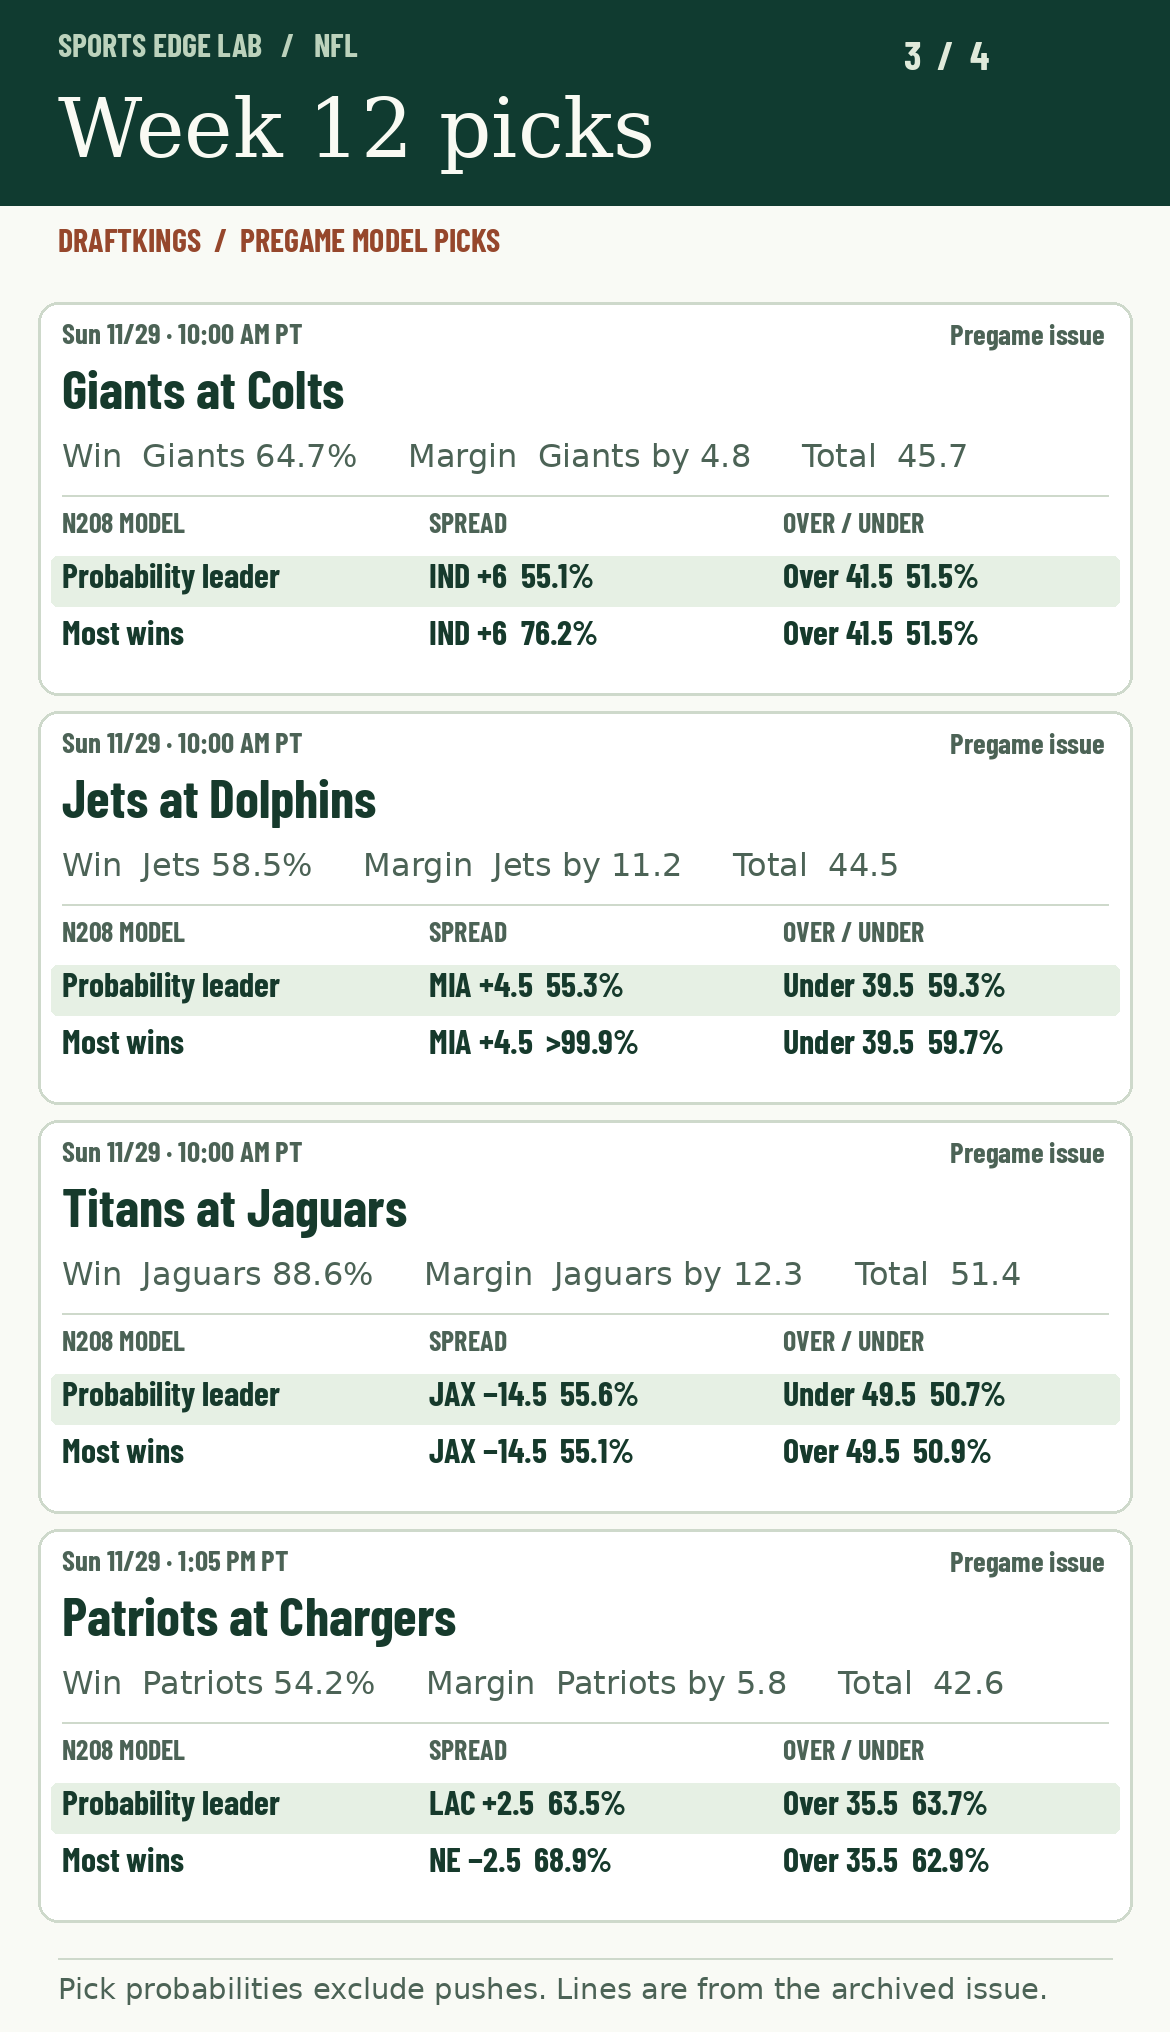 SPORTS EDGE LAB / NFL
3 / 4
Week 12 picks
DRAFTKINGS / PREGAME MODEL PICKS
Sun 11/29 · 10:00 AM PT
Pregame issue
Giants at Colts
Win Giants 64.7% Margin Giants by 4.8 Total 45.7
N208 MODEL SPREAD OVER / UNDER
Probability leader IND +6 55.1% Over 41.5 51.5%
Most wins IND +6 76.2% Over 41.5 51.5%
Sun 11/29 · 10:00 AM PT
Pregame issue
Jets at Dolphins
Win Jets 58.5% Margin Jets by 11.2 Total 44.5
N208 MODEL SPREAD OVER / UNDER
Probability leader MIA +4.5 55.3% Under 39.5 59.3%
Most wins MIA +4.5 >99.9% Under 39.5 59.7%
Sun 11/29 · 10:00 AM PT
Pregame issue
Titans at Jaguars
Win Jaguars 88.6% Margin Jaguars by 12.3 Total 51.4
N208 MODEL SPREAD OVER / UNDER
Probability leader JAX −14.5 55.6% Under 49.5 50.7%
Most wins JAX −14.5 55.1% Over 49.5 50.9%
Sun 11/29 · 1:05 PM PT
Pregame issue
Patriots at Chargers
Win Patriots 54.2% Margin Patriots by 5.8 Total 42.6
N208 MODEL SPREAD OVER / UNDER
Probability leader LAC +2.5 63.5% Over 35.5 63.7%
Most wins NE −2.5 68.9% Over 35.5 62.9%
Pick probabilities exclude pushes. Lines are from the archived issue.